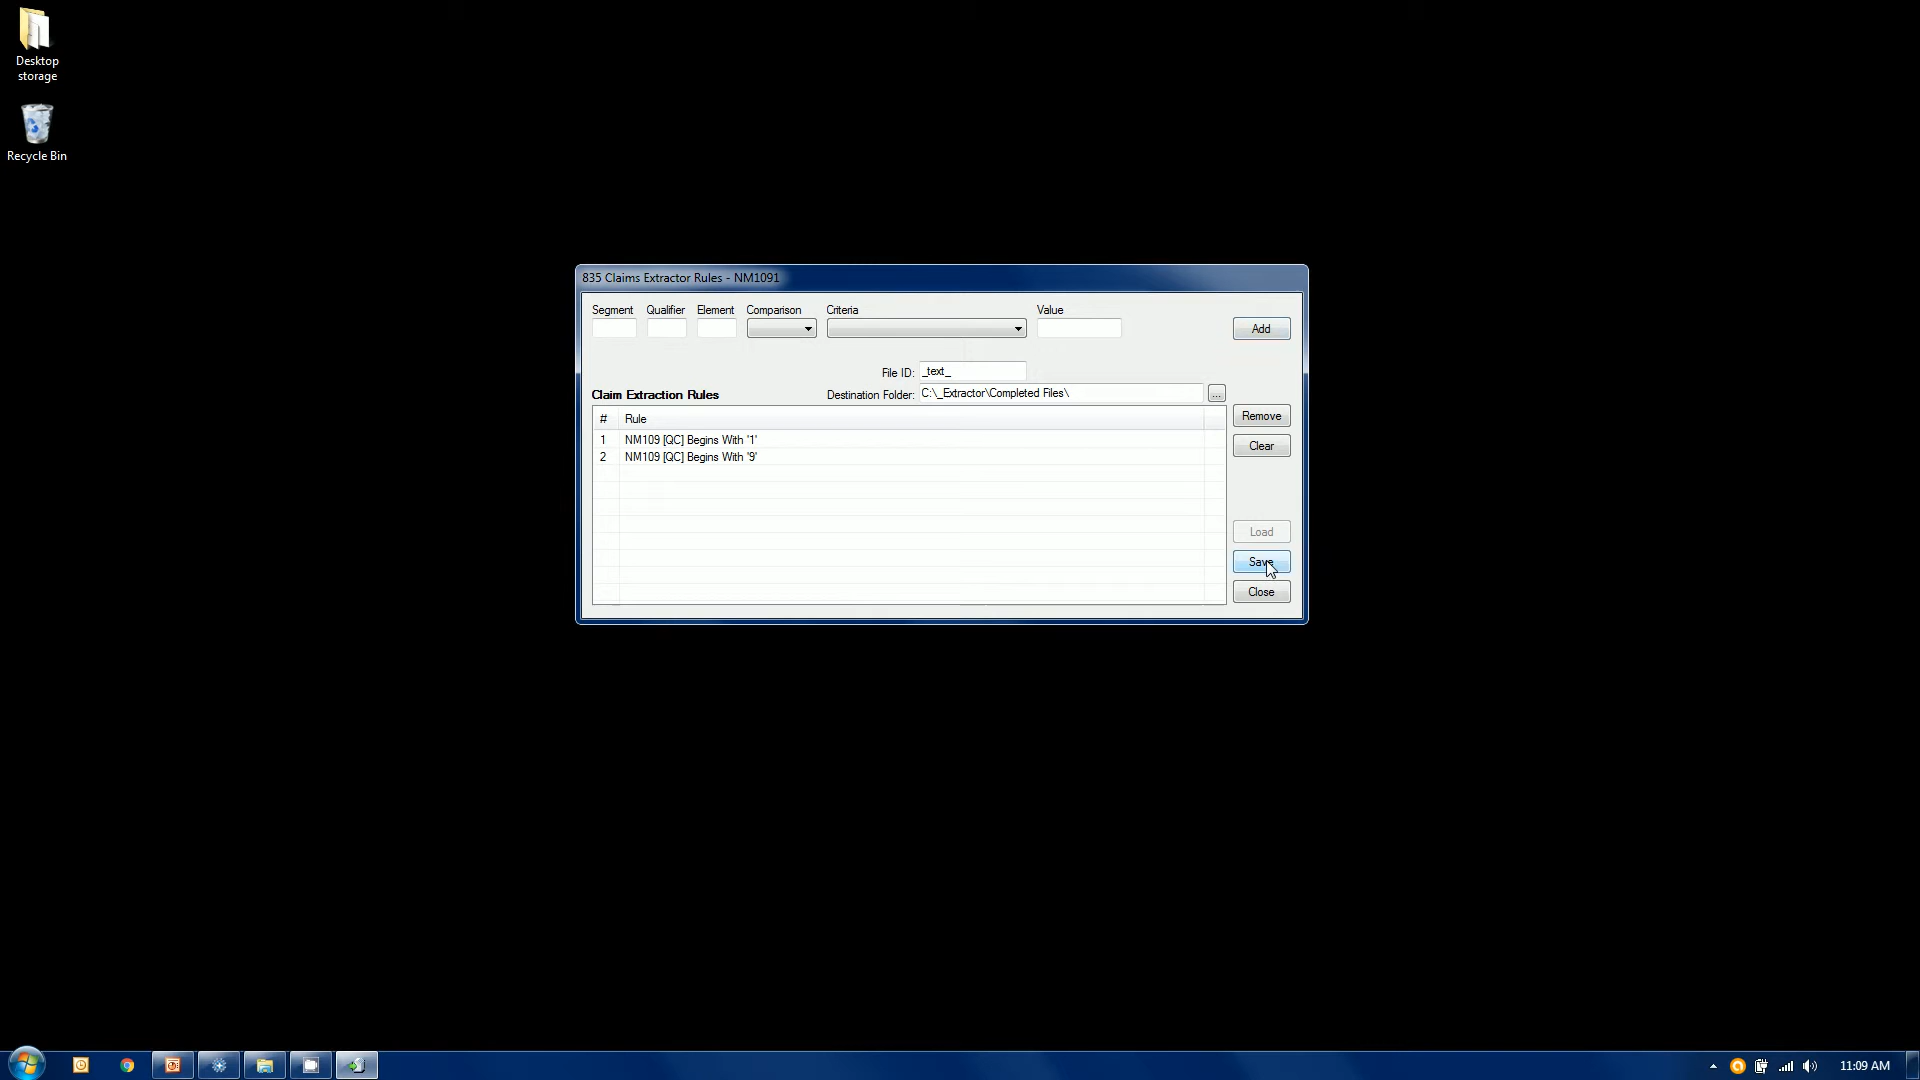 Desktop
storage
Recycle Bin
835 Claims Extractor Rules - NM1091
Segment Qualifier Element Comparison Criteria Value
Add
File ID: _text_
Claim Extraction Rules Destination Folder: C:\_Extractor\Completed Files\ ...
# Rule Remove
1 NM109 [QC] Begins With '1'
Clear
2 NM109 [QC] Begins With '9'
Load
Save
Close
11:09 AM